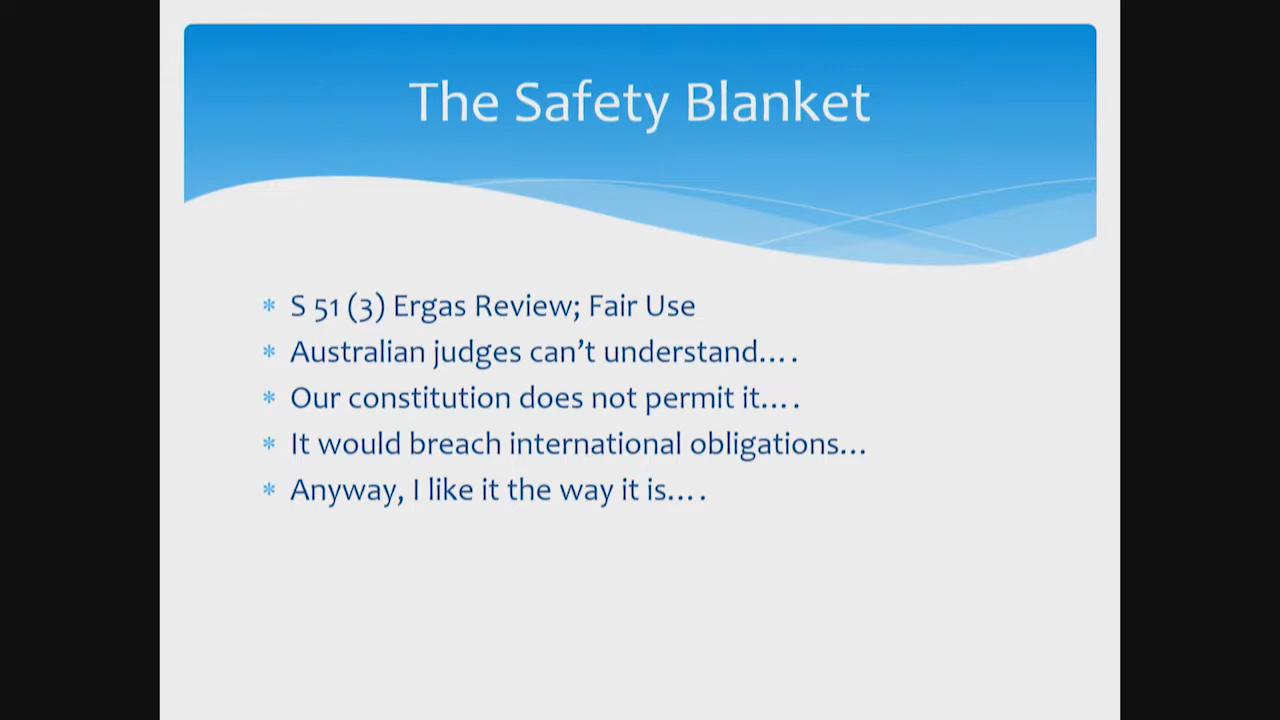 The Safety Blanket
* S 51 (3) Ergas Review; Fair Use
* Australian judges can’t understand….
* Our constitution does not permit it….
* It would breach international obligations…
* Anyway, I like it the way it is….